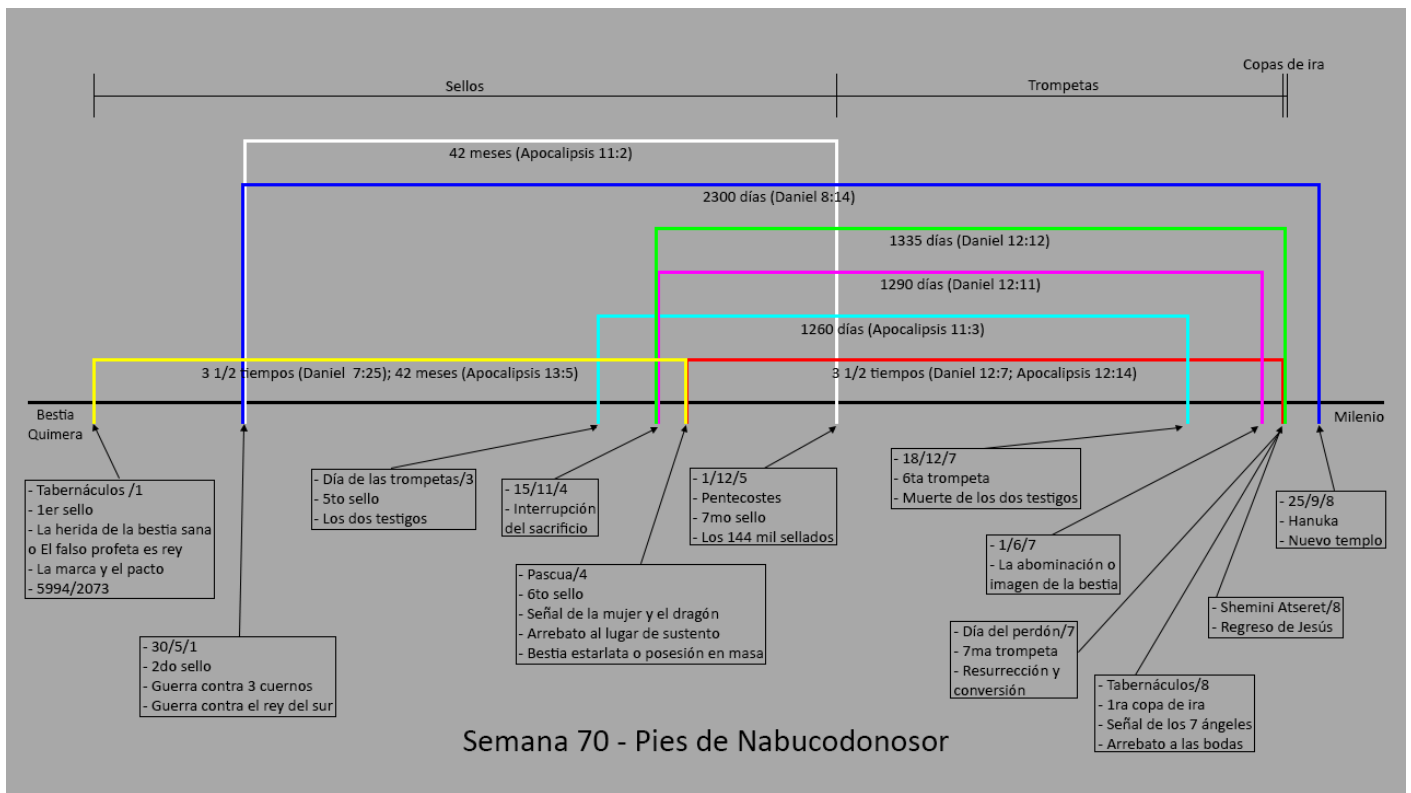 Copas de ira
Sellos
Trompetas
42 meses (Apocalipsis 11:2)
2300 días (Daniel 8:14)
1335 días (Daniel 12:12)
1290 días (Daniel 12:11)
1260 días (Apocalipsis 11:3)
3 1/2 tiempos (Daniel 7:25); 42 meses (Apocalipsis 13:5)
3 1/2 tiempos (Daniel 12:7; Apocalipsis 12:14)
Bestia
Quimera
Milenio
- Tabernáculos /1
- 1er sello
- La herida de la bestia sana
o El falso profeta es rey
- La marca y el pacto
- 5994/2073
- 30/5/1
- 2do sello
- Guerra contra 3 cuernos
- Guerra contra el rey del sur
- Día de las trompetas/3
- 5to sello
- Los dos testigos
- 15/11/4
- Interrupción
del sacrificio
- Pascua/4
- 6to sello
- Señal de la mujer y el dragón
- Arrebato al lugar de sustento
- Bestia estarlata o posesión en masa
- 1/12/5
- Pentecostes
- 7mo sello
- Los 144 mil sellados
- 18/12/7
- 6ta trompeta
- Muerte de los dos testigos
- 1/6/7
- La abominación o
imagen de la bestia
- Día del perdón/7
- 7ma trompeta
- Resurrección y
conversión
- Tabernáculos/8
- 1ra copa de ira
- Señal de los 7 ángeles
- Arrebato a las bodas
- Shemini Atseret/8
- Regreso de Jesús
- 25/9/8
- Hanuka
- Nuevo templo
Semana 70 - Pies de Nabucodonosor